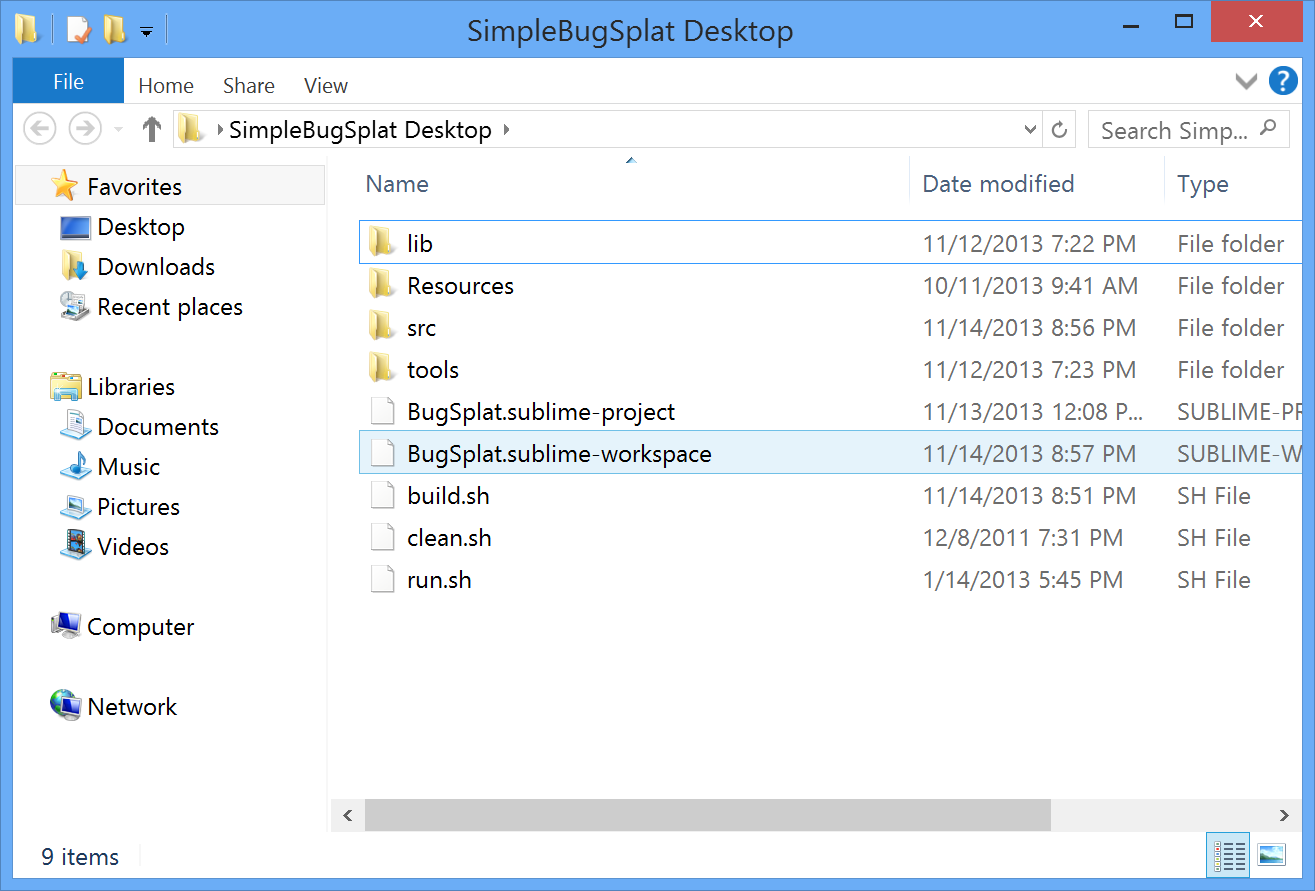 SimpleBugSplat Desktop
File Home Share View
SimpleBugSplat Desktop Search Simp...
Name Date modified Type
Favorites
Desktop
Downloads
Recent places
Libraries
Documents
Music
Pictures
Videos
Computer
Network
lib 11/12/2013 7:22 PM File folder
Resources 10/11/2013 9:41 AM File folder
src 11/14/2013 8:56 PM File folder
tools 11/12/2013 7:23 PM File folder
BugSplat.sublime-project 11/13/2013 12:08 P... SUBLIME-PR
BugSplat.sublime-workspace 11/14/2013 8:57 PM SUBLIME-W
build.sh 11/14/2013 8:51 PM SH File
clean.sh 12/8/2011 7:31 PM SH File
run.sh 1/14/2013 5:45 PM SH File
9 items